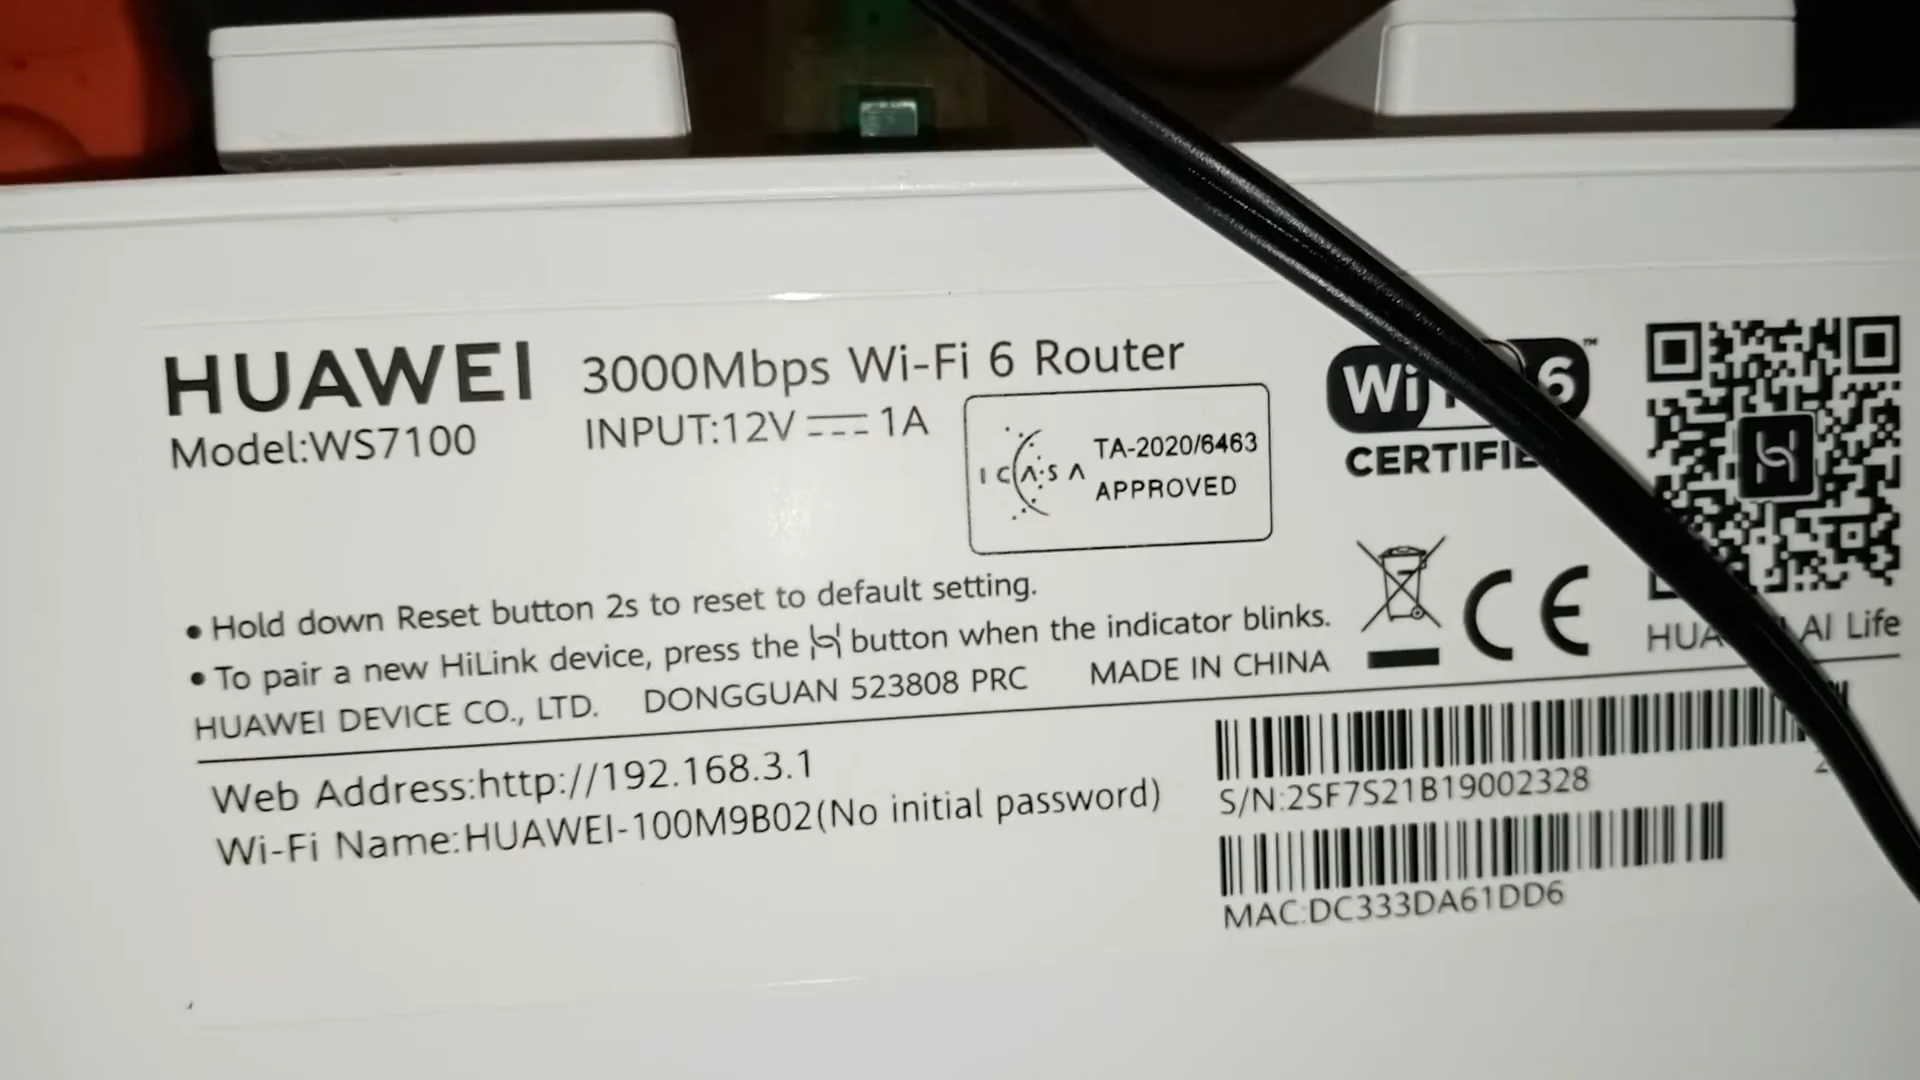 HUAWEI 3000Mbps Wi-Fi 6 Router
Model:WS7100 INPUT:12V ⎓ 1A
ICASA TA-2020/6463
APPROVED
Wi 6™
• Hold down Reset button 2s to reset to default setting.
• To pair a new HiLink device, press the button when the indicator blinks.
HUAWEI DEVICE CO., LTD. DONGGUAN 523808 PRC MADE IN CHINA
CE
AI Life
Web Address:http://192.168.3.1
Wi-Fi Name:HUAWEI-100M9B02(No initial password)
S/N:2SF7S21B19002328
MAC:DC333DA61DD6